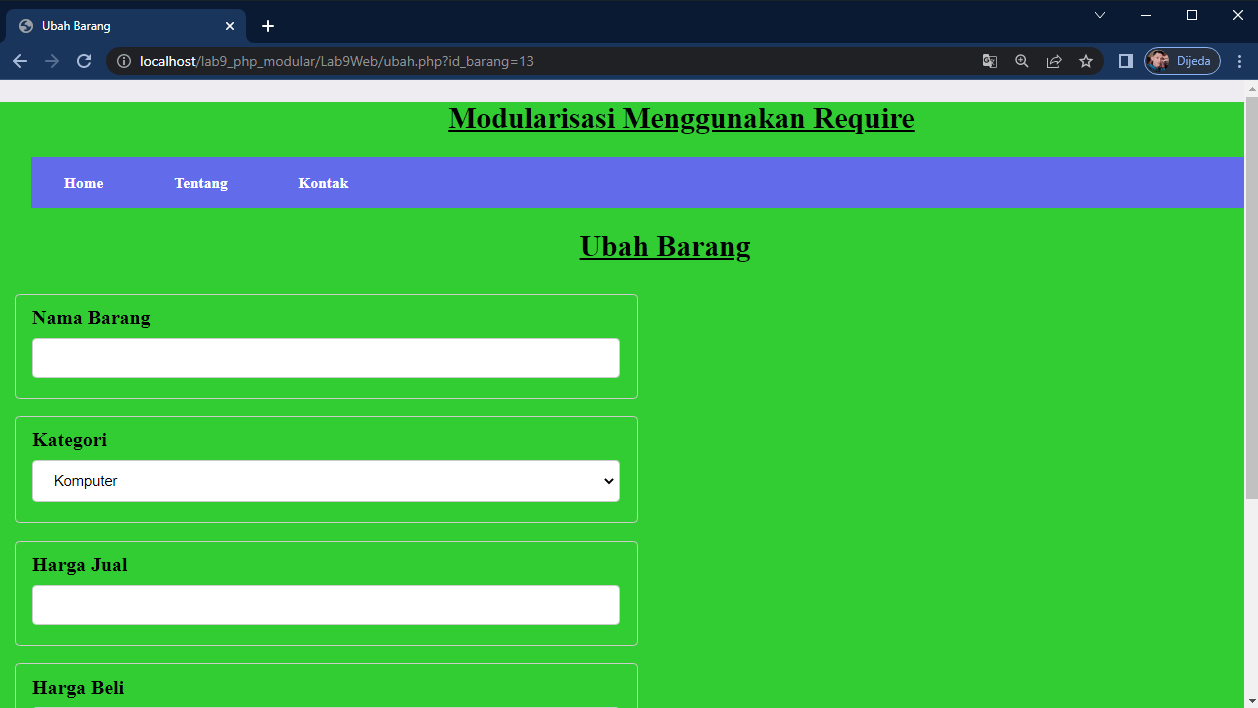 Ubah Barang
localhost/lab9_php_modular/Lab9Web/ubah.php?id_barang=13
Dijeda
Modularisasi Menggunakan Require
Home Tentang Kontak
Ubah Barang
Nama Barang
Kategori
Komputer
Harga Jual
Harga Beli